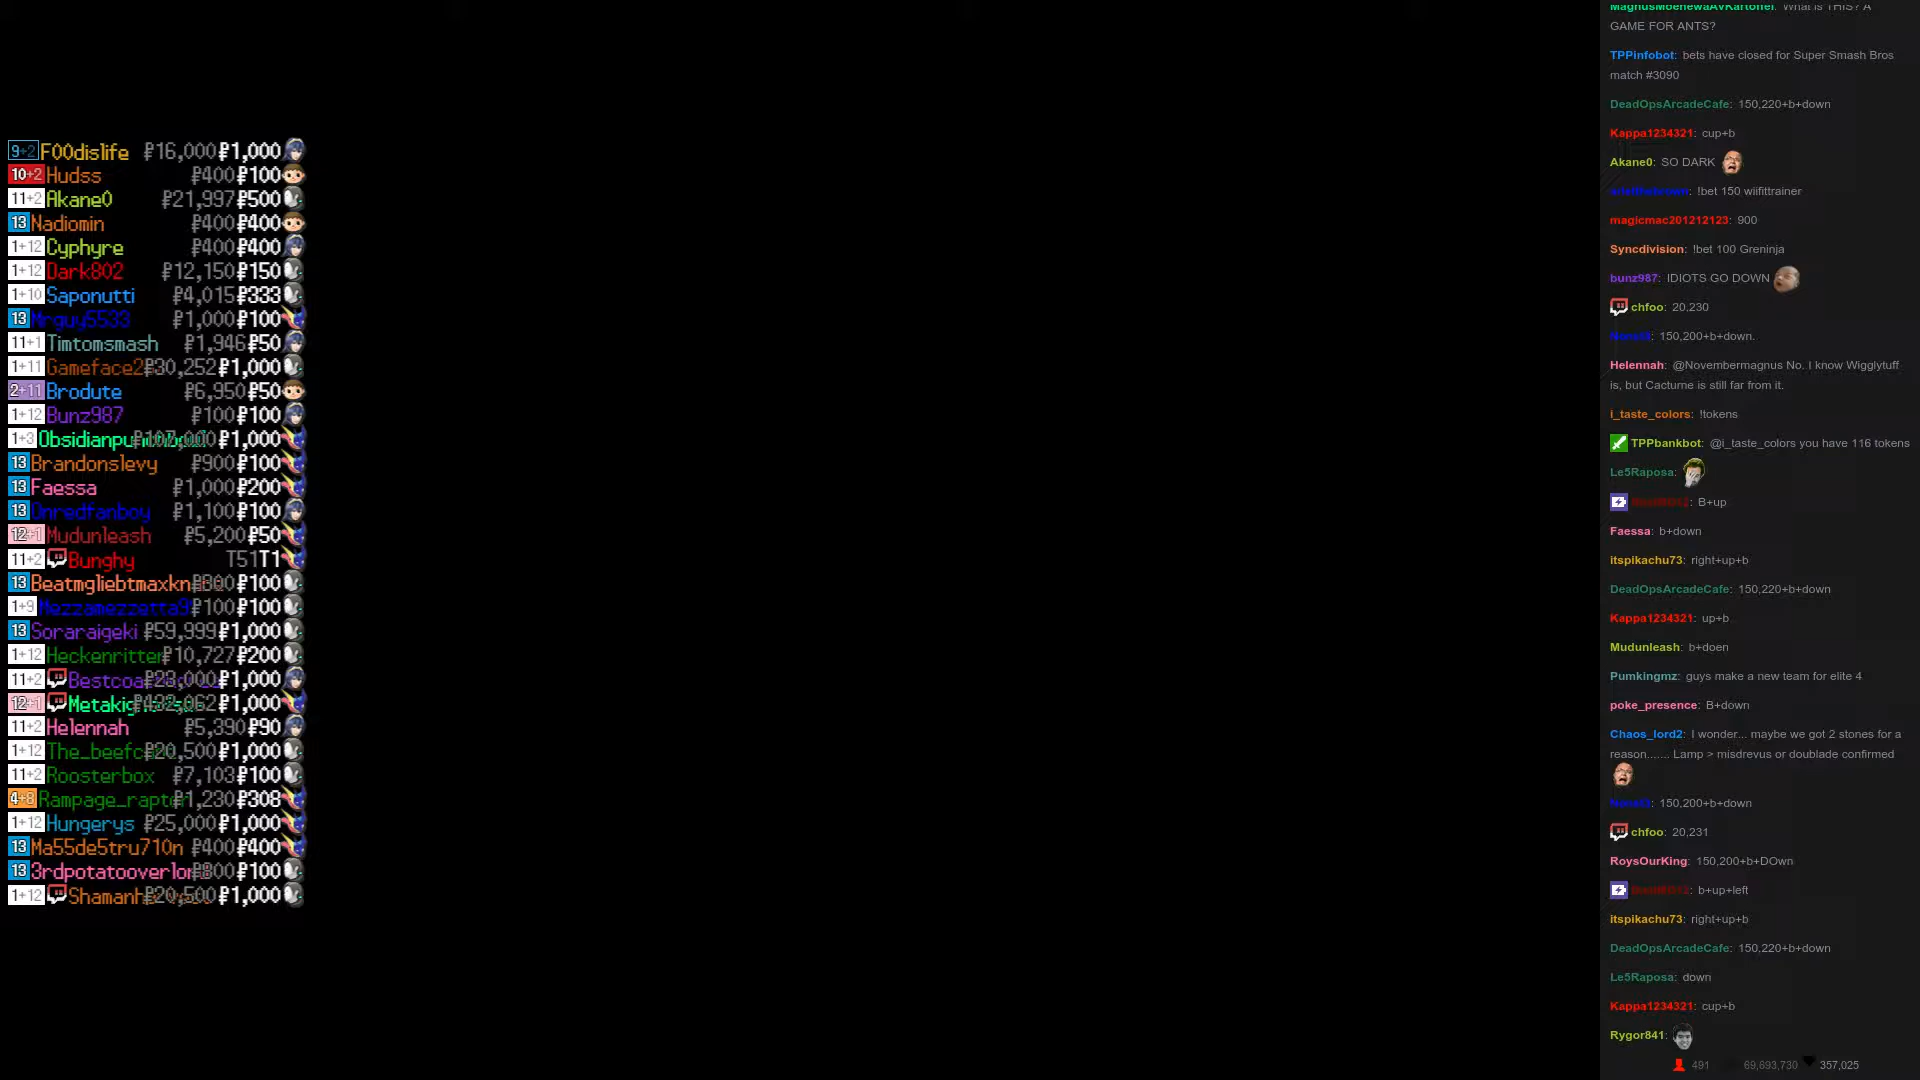 9+2 F00dislife ₽16,000 ₽1,000
10+2 Hudss ₽400 ₽100
11+2 Akane0 ₽21,997 ₽500
13 Nadiomin ₽400 ₽400
1+12 Cyphyre ₽400 ₽400
1+12 Dark802 ₽12,150 ₽150
1+10 Saponutti ₽4,015 ₽333
13 Mrguy5533 ₽1,000 ₽100
11+1 Timtomsmash ₽1,946 ₽50
1+11 Gameface2 ₽30,252 ₽1,000
2+11 Brodute ₽6,950 ₽50
1+12 Bunz987 ₽100 ₽100
1+3 ₽1,000
13 Brandonslevy ₽900 ₽100
13 Faessa ₽1,000 ₽200
13 Onredfanboy ₽1,100 ₽100
12+1 Mudunleash ₽5,200 ₽50
11+2 Bunghy T51 T1
13 Beatmgliebtmaxkn ₽100
1+9 Mezzamezzetta9 ₽100 ₽100
13 Soraraigeki ₽59,999 ₽1,000
1+12 Heckenritter ₽10,727 ₽200
11+2 Bestcoa ₽1,000
12+1 Metakig ₽1,000
11+2 Helennah ₽5,390 ₽90
1+12 The_beefc ₽20,500 ₽1,000
11+2 Roosterbox ₽7,103 ₽100
4+8 Rampage_rapt ₽1,230 ₽308
1+12 Hungerys ₽25,000 ₽1,000
13 Ma55de5tru710n ₽400 ₽400
13 3rdpotatooverlor ₽100
1+12 Shamanh ₽20,500 ₽1,000
MagnusMoenewaAVKartoffel: What is THIS? A
GAME FOR ANTS?
TPPinfobot: bets have closed for Super Smash Bros
match #3090
DeadOpsArcadeCafe: 150,220+b+down
Kappa1234321: cup+b
Akane0: SO DARK
!bet 150 wiifittrainer
magicmac201212123: 900
Syncdivision: !bet 100 Greninja
bunz987: IDIOTS GO DOWN
chfoo: 20,230
150,200+b+down.
Helennah: @Novembermagnus No. I know Wigglytuff
is, but Cacturne is still far from it.
i_taste_colors: !tokens
TPPbankbot: @i_taste_colors you have 116 tokens
Le5Raposa:
: B+up
Faessa: b+down
itspikachu73: right+up+b
DeadOpsArcadeCafe: 150,220+b+down
Kappa1234321: up+b
Mudunleash: b+doen
Pumkingmz: guys make a new team for elite 4
poke_presence: B+down
Chaos_lord2: I wonder... maybe we got 2 stones for a
reason....... Lamp > misdrevus or doublade confirmed
: 150,200+b+down
chfoo: 20,231
RoysOurKing: 150,200+b+DOwn
: b+up+left
itspikachu73: right+up+b
DeadOpsArcadeCafe: 150,220+b+down
Le5Raposa: down
Kappa1234321: cup+b
Rygor841:
491 69,693,730 357,025